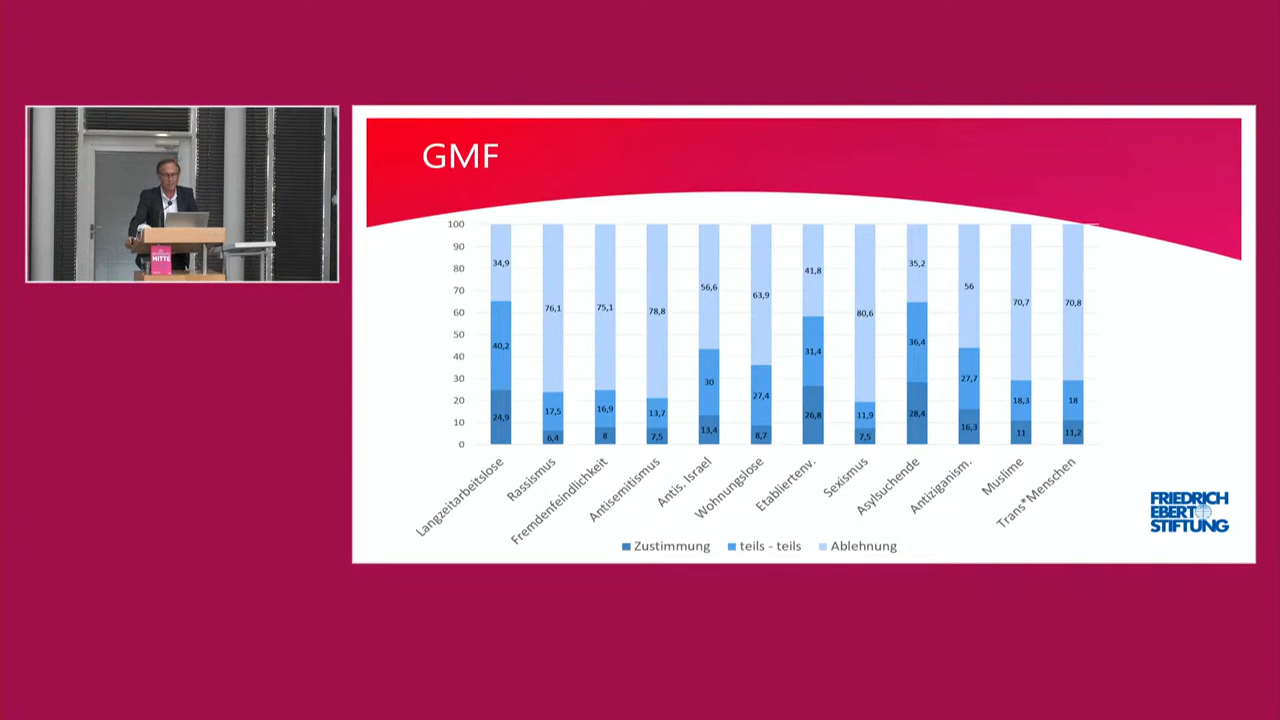 MITTE
GMF
100
90
80
70
60
50
40
30
20
10
0
34,9 76,1 75,1 78,8 56,6 63,9 41,8 80,6 35,2 56 70,7 70,8
40,2 17,5 16,9 13,7 30 27,4 31,4 11,9 36,4 27,7 18,3 18
24,9 6,4 8 7,5 13,4 8,7 26,8 7,5 28,4 16,3 11 11,2
Langzeitarbeitslose
Rassismus
Fremdenfeindlichkeit
Antisemitismus
Antis. Israel
Wohnungslose
Etabliertenv.
Sexismus
Asylsuchende
Antiziganism.
Muslime
Trans*Menschen
Zustimmung teils - teils Ablehnung
FRIEDRICH
EBERT
STIFTUNG